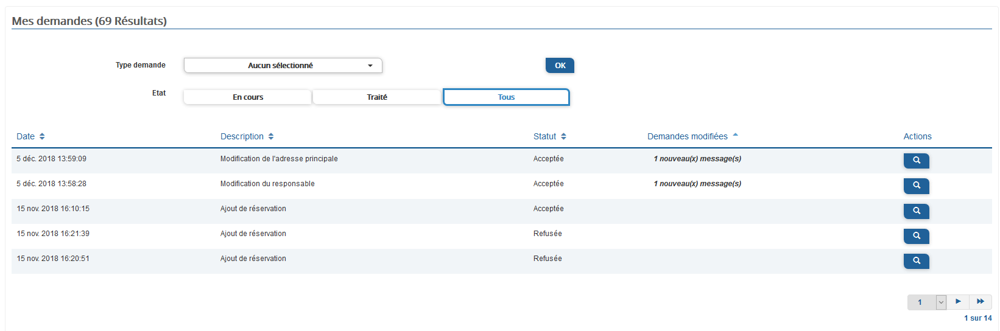 Mes demandes (69 Résultats)
Type demande Aucun sélectionné OK
Etat En cours Traité Tous
Date Description Statut Demandes modifiées Actions
5 déc. 2018 13:59:09 Modification de l'adresse principale Acceptée 1 nouveau(x) message(s)
5 déc. 2018 13:58:28 Modification du responsable Acceptée 1 nouveau(x) message(s)
15 nov. 2018 16:10:15 Ajout de réservation Acceptée
15 nov. 2018 16:21:39 Ajout de réservation Refusée
15 nov. 2018 16:20:51 Ajout de réservation Refusée
1
1 sur 14